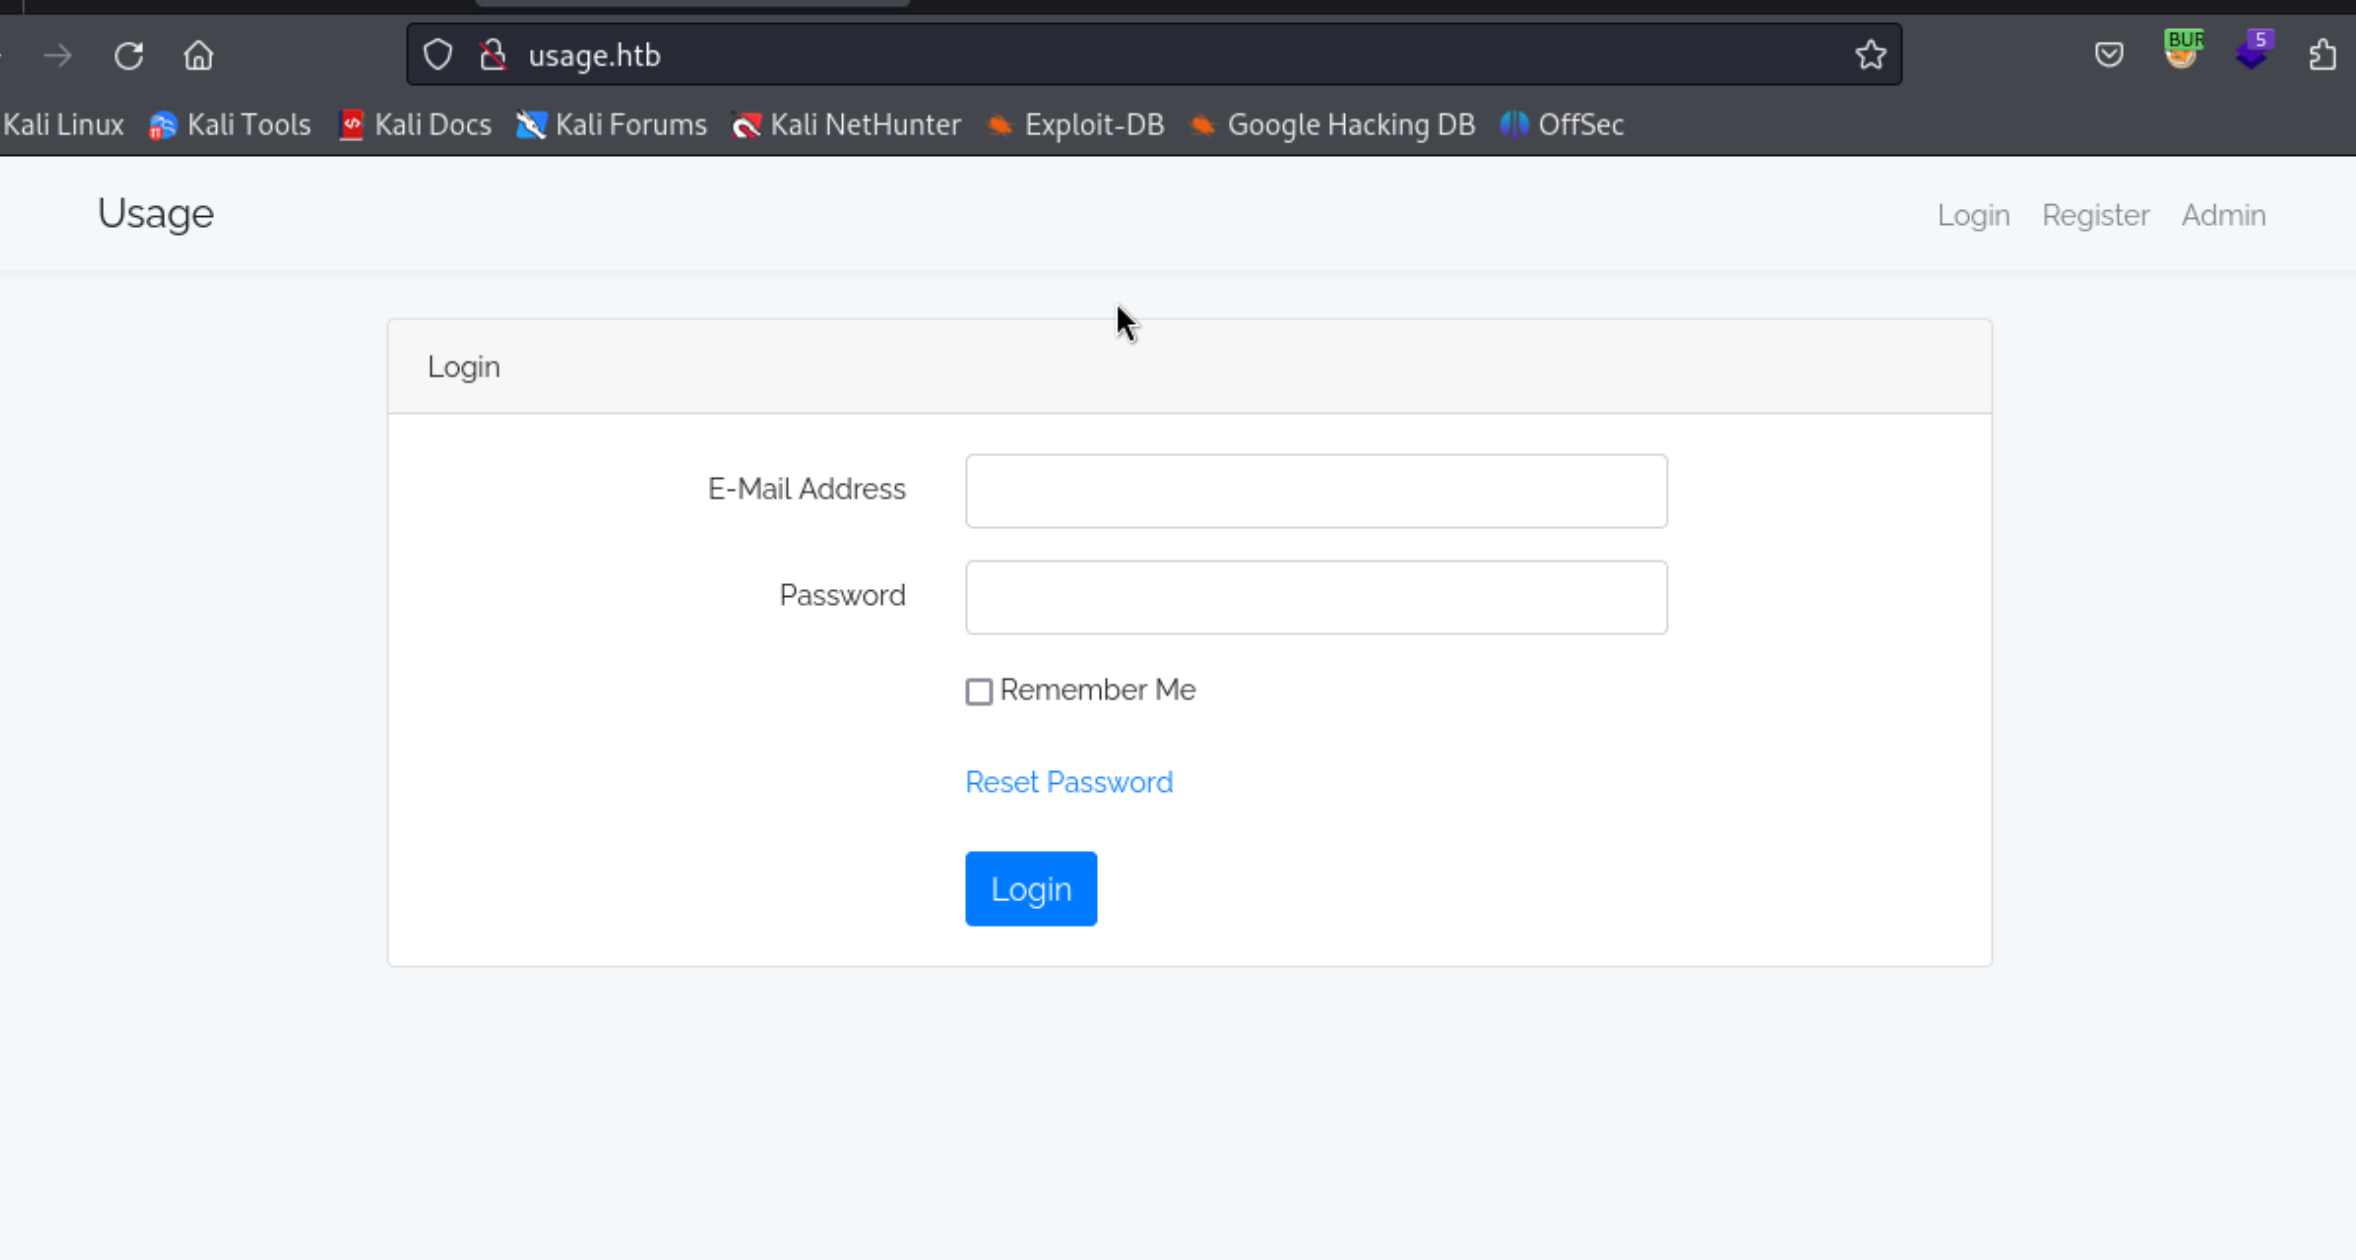 usage.htb
BUR
5
Kali Linux Kali Tools Kali Docs Kali Forums Kali NetHunter Exploit-DB Google Hacking DB OffSec
Usage
Login Register Admin
Login
E-Mail Address
Password
Remember Me
Reset Password
Login